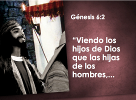 Génesis 6:2
"Viendo los
hijos de Dios
que las hijas
de los
hombres,...